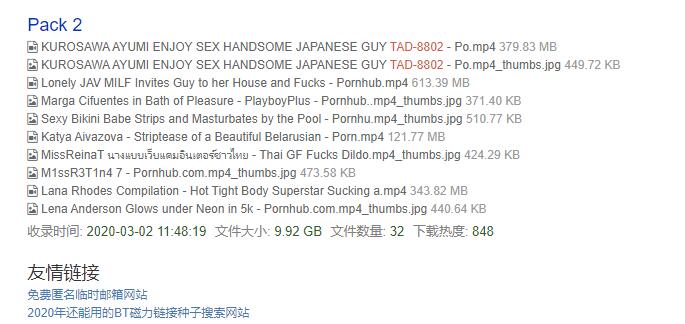 Pack 2
KUROSAWA AYUMI ENJOY SEX HANDSOME JAPANESE GUY TAD-8802 - Po.mp4 379.83 MB
KUROSAWA AYUMI ENJOY SEX HANDSOME JAPANESE GUY TAD-8802 - Po.mp4_thumbs.jpg 449.72 KB
Lonely JAV MILF Invites Guy to her House and Fucks - Pornhub.mp4 613.39 MB
Marga Cifuentes in Bath of Pleasure - PlayboyPlus - Pornhub..mp4_thumbs.jpg 371.40 KB
Sexy Bikini Babe Strips and Masturbates by the Pool - Pornhu.mp4_thumbs.jpg 510.77 KB
Katya Aivazova - Striptease of a Beautiful Belarusian - Porn.mp4 121.77 MB
MissReinaT นางแบบเว็บแคมอินเตอร์ชาวไทย - Thai GF Fucks Dildo.mp4_thumbs.jpg 424.29 KB
M1ssR3T1n4 7 - Pornhub.com.mp4_thumbs.jpg 473.58 KB
Lana Rhodes Compilation - Hot Tight Body Superstar Sucking a.mp4 343.82 MB
Lena Anderson Glows under Neon in 5k - Pornhub.com.mp4_thumbs.jpg 440.64 KB
收录时间: 2020-03-02 11:48:19 文件大小: 9.92 GB 文件数量: 32 下载热度: 848
友情链接
免费匿名临时邮箱网站
2020年还能用的BT磁力链接种子搜索网站